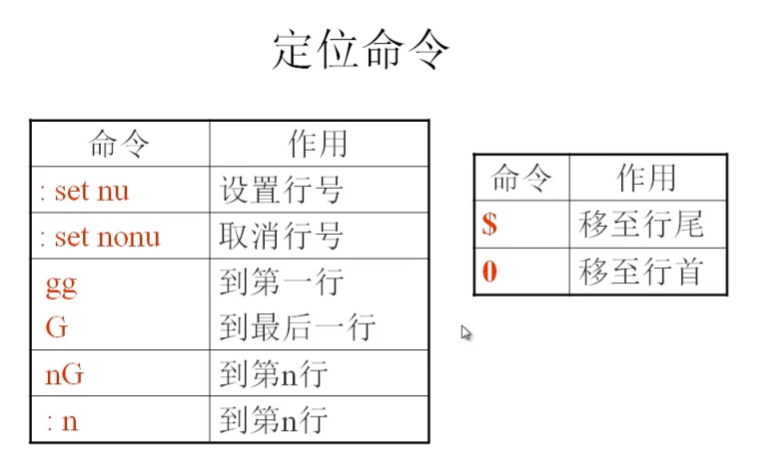 定位命令
命令 作用
: set nu 设置行号
: set nonu 取消行号
gg 到第一行
G 到最后一行
nG 到第n行
: n 到第n行
命令 作用
$ 移至行尾
0 移至行首